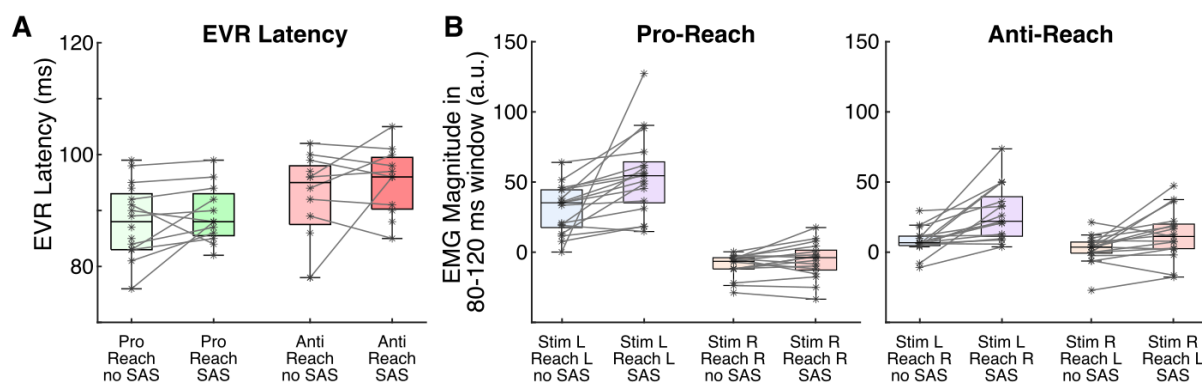 A
EVR Latency
EVR Latency (ms)
120
100
80
Pro
Reach
no SAS
Pro
Reach
SAS
Anti
Reach
no SAS
Anti
Reach
SAS
B
Pro-Reach
EMG Magnitude in
80-120 ms window (a.u.)
150
100
50
0
Stim L
Reach L
no SAS
Stim L
Reach L
SAS
Stim R
Reach R
no SAS
Stim R
Reach R
SAS
Anti-Reach
150
100
50
0
Stim L
Reach R
no SAS
Stim L
Reach R
SAS
Stim R
Reach L
no SAS
Stim R
Reach L
SAS